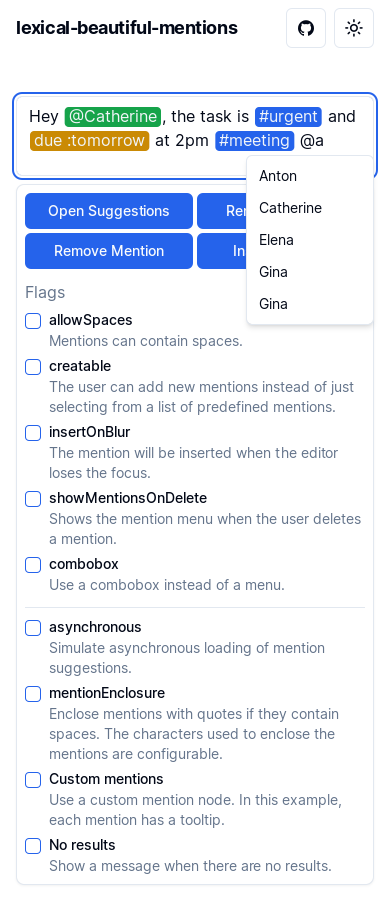 lexical-beautiful-mentions
Hey @Catherine, the task is #urgent and
due :tomorrow at 2pm #meeting @a
Anton
Catherine
Elena
Gina
Gina
Open Suggestions
Remove Mention
Flags
allowSpaces
Mentions can contain spaces.
creatable
The user can add new mentions instead of just
selecting from a list of predefined mentions.
insertOnBlur
The mention will be inserted when the editor
loses the focus.
showMentionsOnDelete
Shows the mention menu when the user deletes
a mention.
combobox
Use a combobox instead of a menu.
asynchronous
Simulate asynchronous loading of mention
suggestions.
mentionEnclosure
Enclose mentions with quotes if they contain
spaces. The characters used to enclose the
mentions are configurable.
Custom mentions
Use a custom mention node. In this example,
each mention has a tooltip.
No results
Show a message when there are no results.